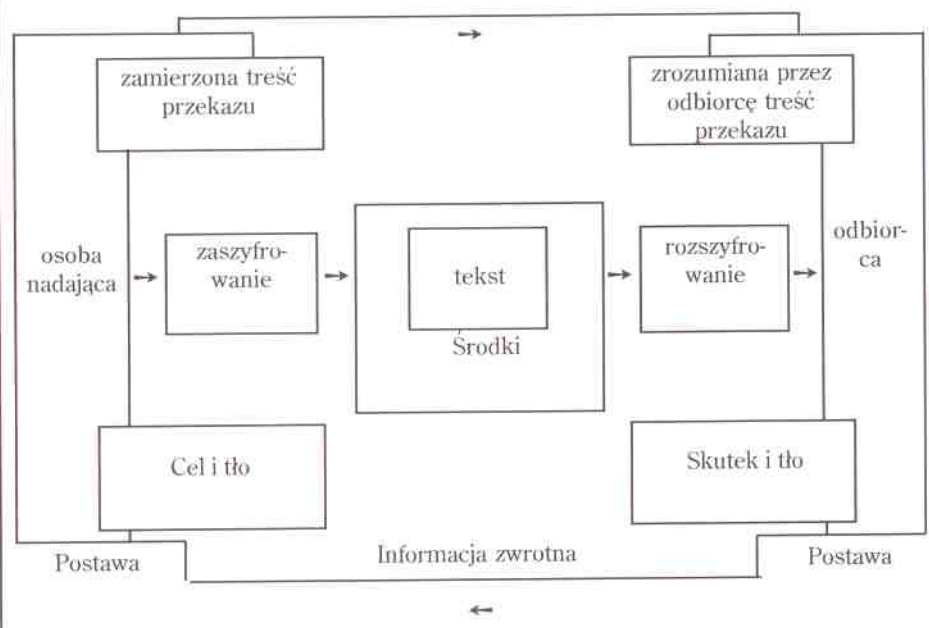 zamierzona treść
przekazu
zrozumiana przez
odbiorcę treść
przekazu
osoba
nadająca
zaszyfro-
wanie
tekst
Środki
rozszyfro-
wanie
odbior-
ca
Cel i tło
Skutek i tło
Postawa
Informacja zwrotna
Postawa